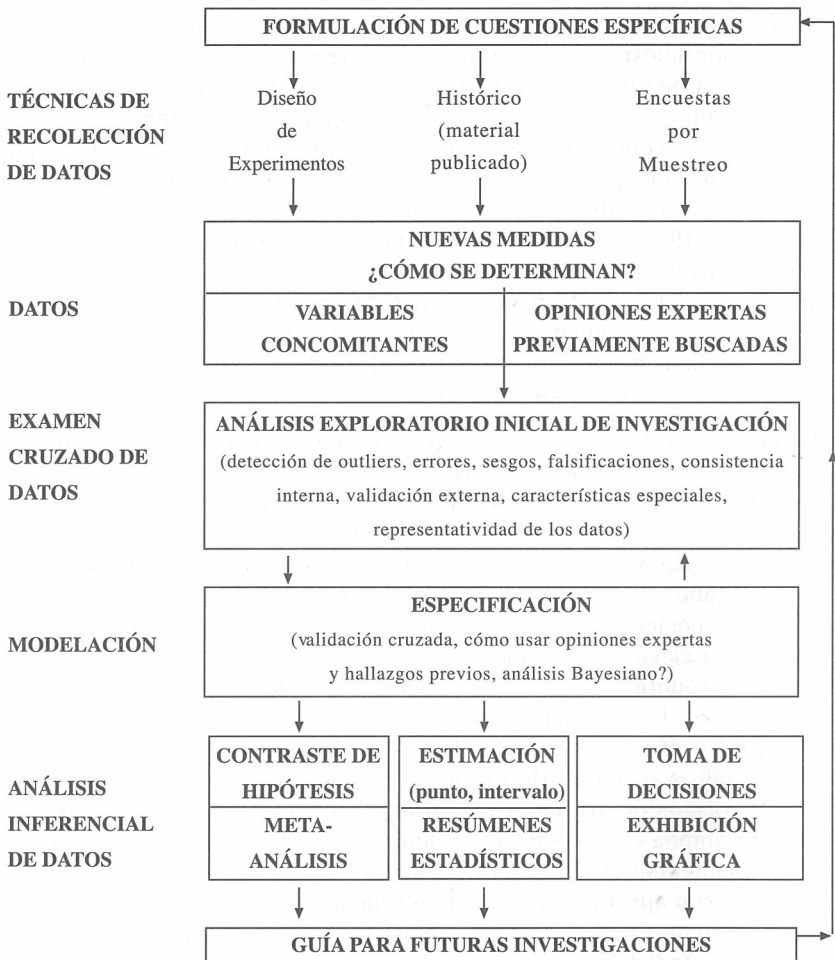 FORMULACIÓN DE CUESTIONES ESPECÍFICAS
TÉCNICAS DE
RECOLECCIÓN
DE DATOS
Diseño
de
Experimentos
Histórico
(material
publicado)
Encuestas
por
Muestreo
NUEVAS MEDIDAS
¿CÓMO SE DETERMINAN?
DATOS
VARIABLES
CONCOMITANTES
OPINIONES EXPERTAS
PREVIAMENTE BUSCADAS
EXAMEN
CRUZADO DE
DATOS
ANÁLISIS EXPLORATORIO INICIAL DE INVESTIGACIÓN
(detección de outliers, errores, sesgos, falsificaciones, consistencia
interna, validación externa, características especiales,
representatividad de los datos)
MODELACIÓN
ESPECIFICACIÓN
(validación cruzada, cómo usar opiniones expertas
y hallazgos previos, análisis Bayesiano?)
ANÁLISIS
INFERENCIAL
DE DATOS
CONTRASTE DE
HIPÓTESIS
META-
ANÁLISIS
ESTIMACIÓN
(punto, intervalo)
RESÚMENES
ESTADÍSTICOS
TOMA DE
DECISIONES
EXHIBICIÓN
GRÁFICA
GUÍA PARA FUTURAS INVESTIGACIONES